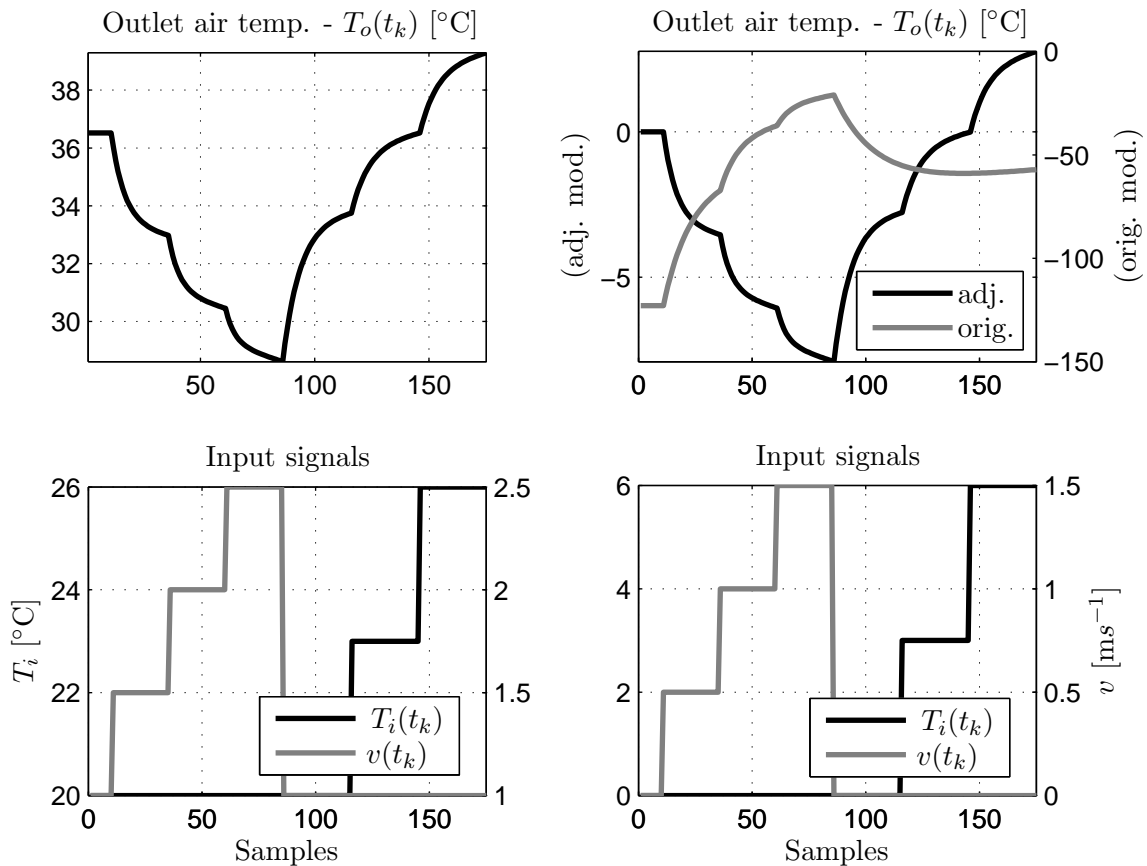 Outlet air temp. - T_o(t_k) [°C]
38
36
34
32
30
50 100 150
Outlet air temp. - T_o(t_k) [°C]
(adj. mod.)
0
−5
0
−50
−100
−150
(orig. mod.)
adj.
orig.
0 50 100 150
Input signals
T_i [°C]
26
24
22
20
2.5
2
1.5
1
T_i(t_k)
v(t_k)
0 50 100 150
Samples
Input signals
6
4
2
0
1.5
1
0.5
0
v [ms^{−1}]
T_i(t_k)
v(t_k)
0 50 100 150
Samples